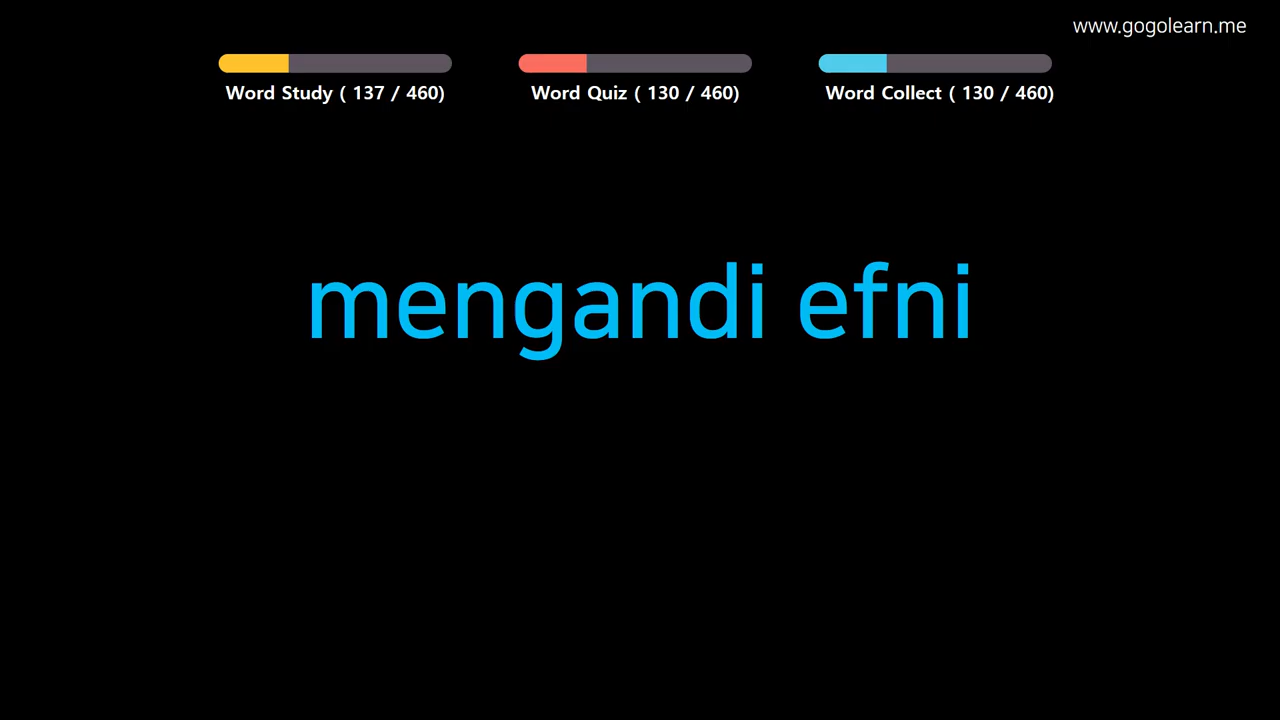 www.gogolearn.me
Word Study ( 137 / 460)
Word Quiz ( 130 / 460)
Word Collect ( 130 / 460)
mengandi efni